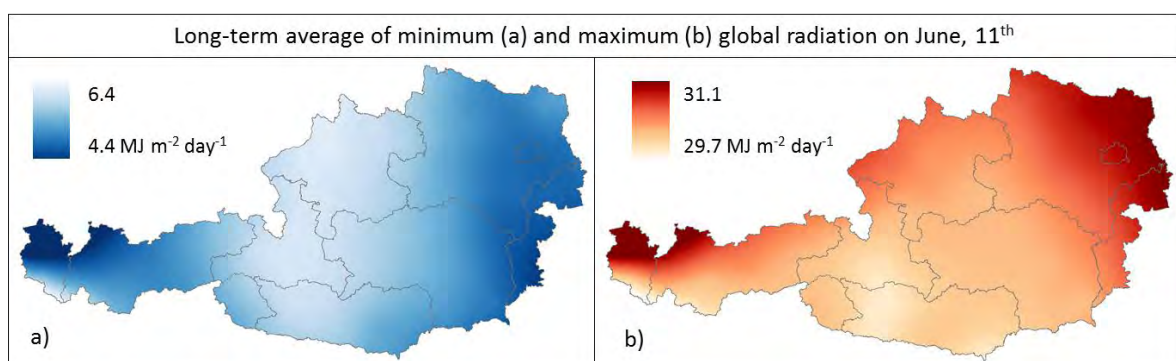 Long-term average of minimum (a) and maximum (b) global radiation on June, 11th
6.4
4.4 MJ m-2 day-1
a)
31.1
29.7 MJ m-2 day-1
b)